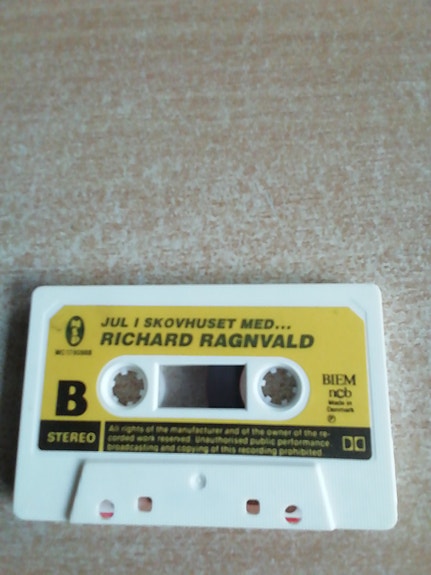 JUL I SKOVHUSET MED...
RICHARD RAGNVALD
B
BIEM
ncb
Made in
Denmark
℗
STEREO
All rights of the manufacturer and of the owner of the re-
corded work reserved. Unauthorised public performance,
broadcasting and copying of this recording prohibited.